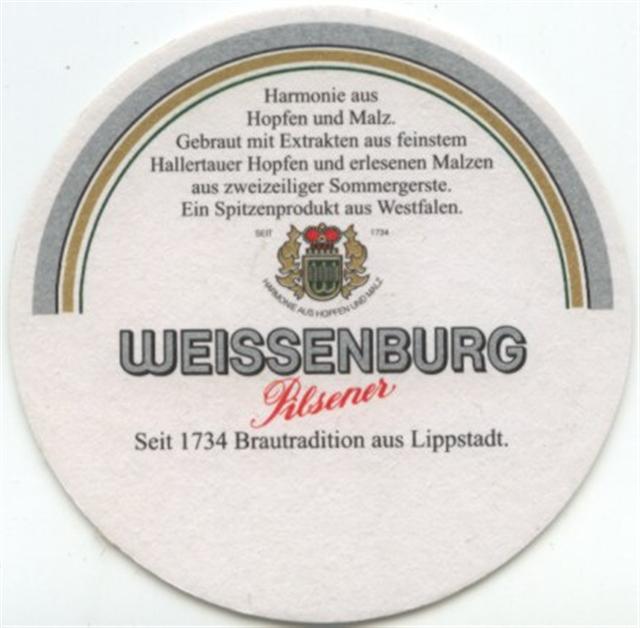 Harmonie aus
Hopfen und Malz.
Gebraut mit Extrakten aus feinstem
Hallertauer Hopfen und erlesenen Malzen
aus zweizeiliger Sommergerste.
Ein Spitzenprodukt aus Westfalen.
SEIT 1734
HARMONIE AUS HOPFEN UND MALZ
WEISSENBURG
Pilsener
Seit 1734 Brautradition aus Lippstadt.